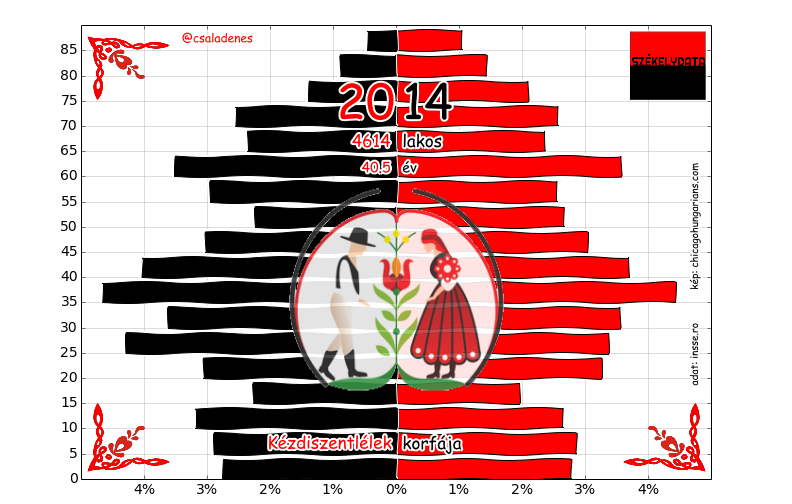 @csaladenes
SZÉKELYDATA
2014
4614 lakos
40.5 év
Kézdiszentlélek korfája
kép: chicagohungarians.com
adat: insse.ro
85
80
75
70
65
60
55
50
45
40
35
30
25
20
15
10
5
0
4% 3% 2% 1% 0% 1% 2% 3% 4%